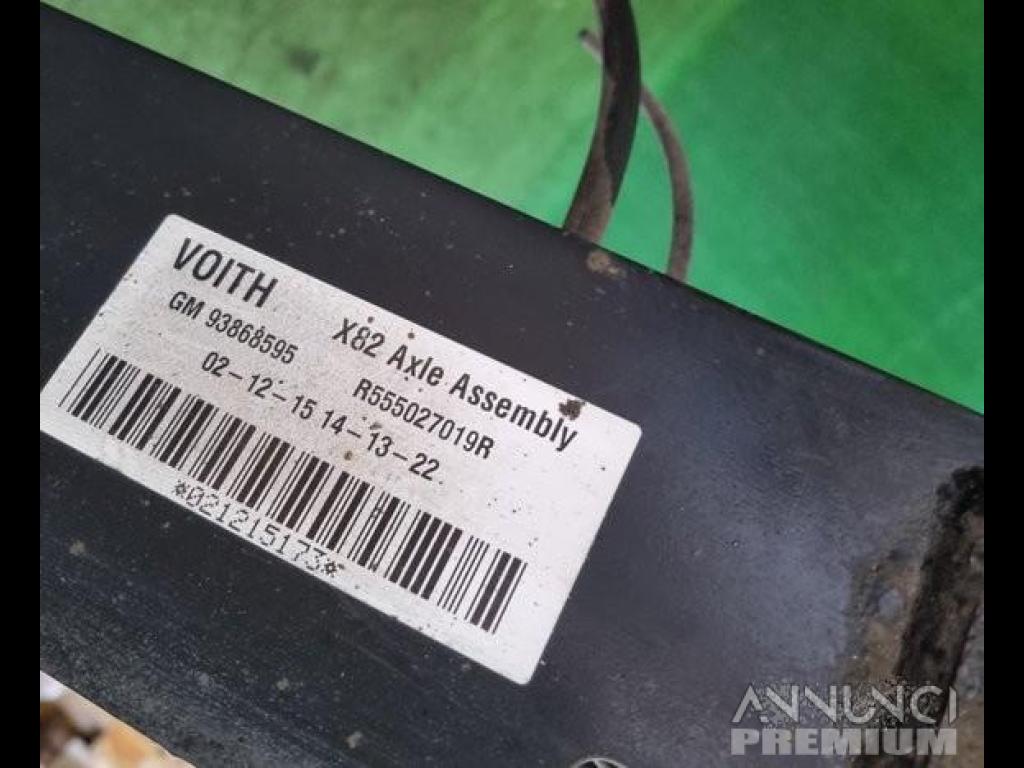 VOITH
X82 Axle Assembly
GM 93868595 R555027019R
02-12-15 14-13-22
*021215173*
ANNUNCI
PREMIUM